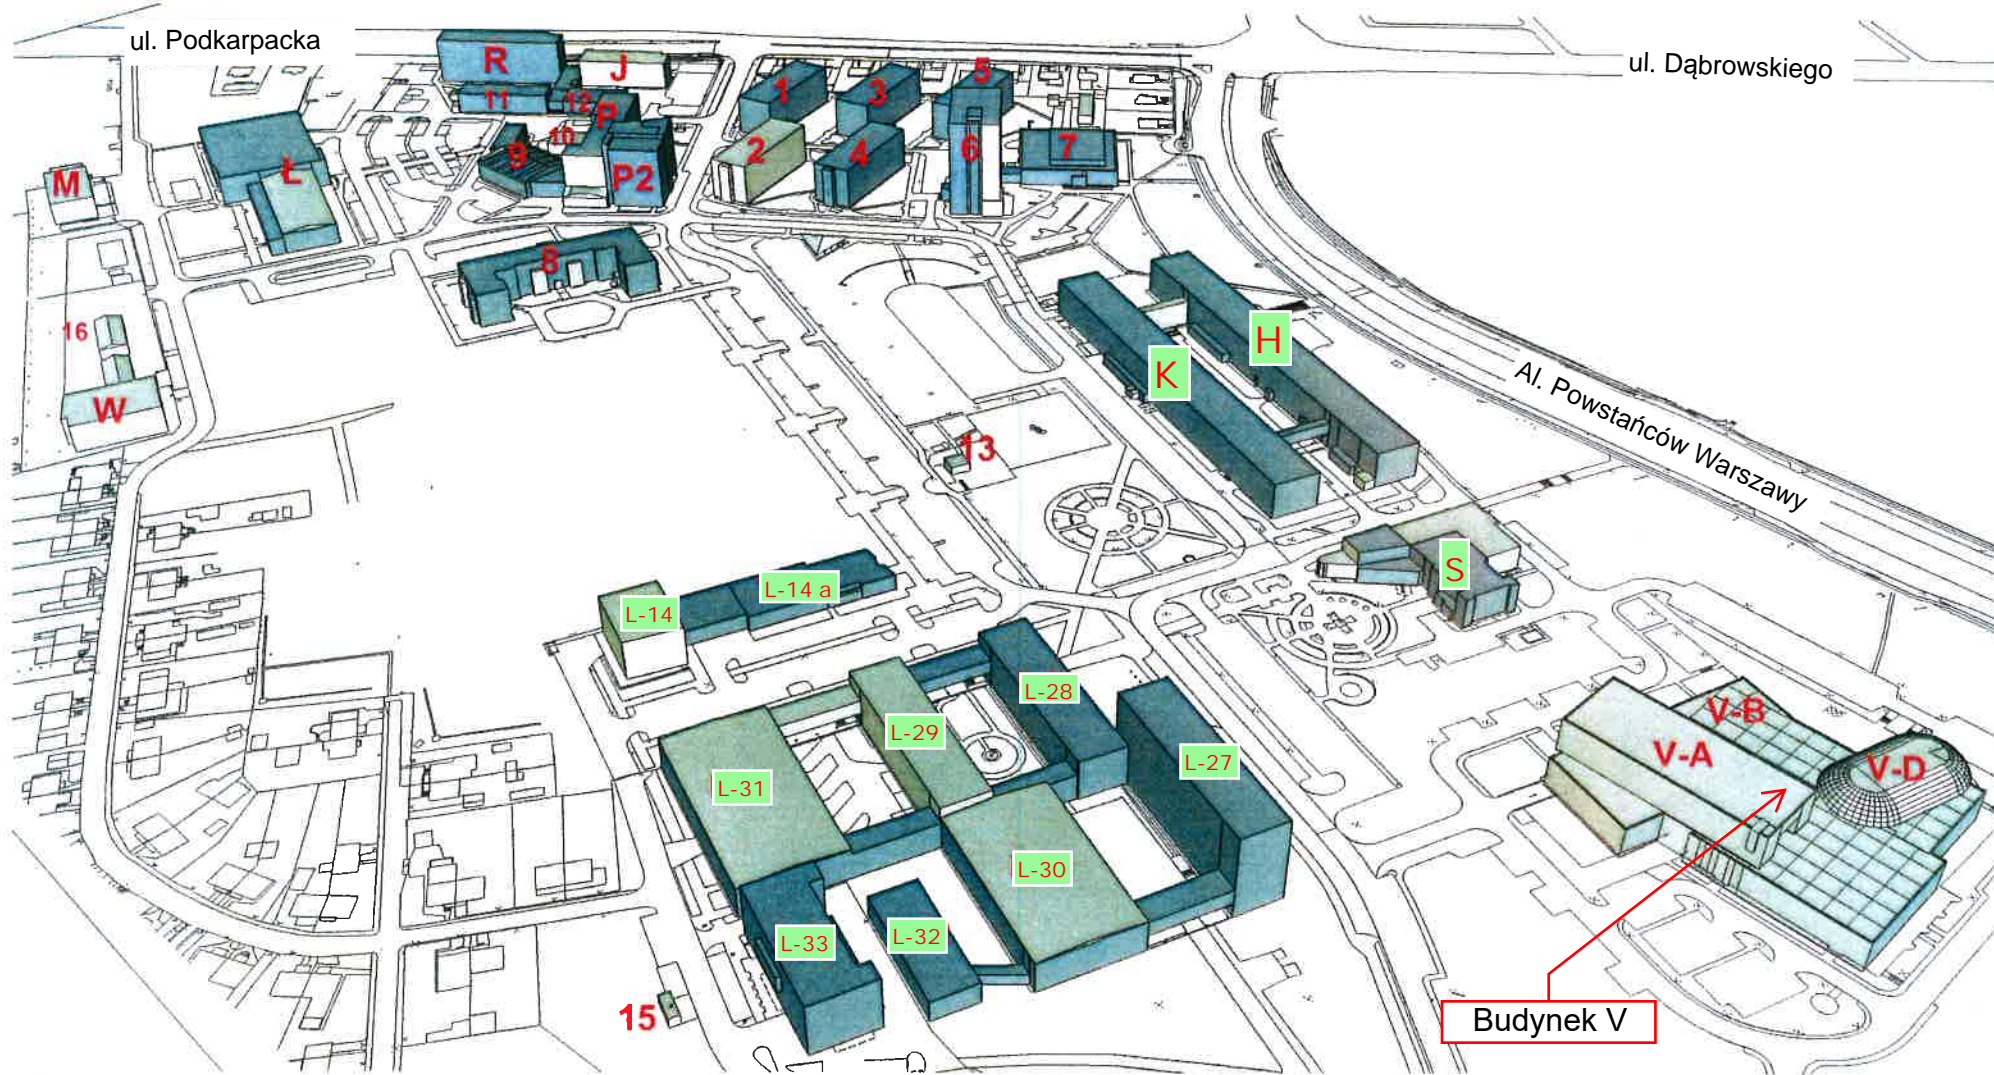 ul. Podkarpacka
ul. Dąbrowskiego
R
J
5
11
12
P
1
3
10
9
P2
2
4
6
7
M
Ł
8
16
W
H
K
Al. Powstańców Warszawy
13
S
L-14
L-14 a
L-28
L-29
L-27
L-31
V-B
V-A
V-D
L-30
L-33
L-32
15
Budynek V